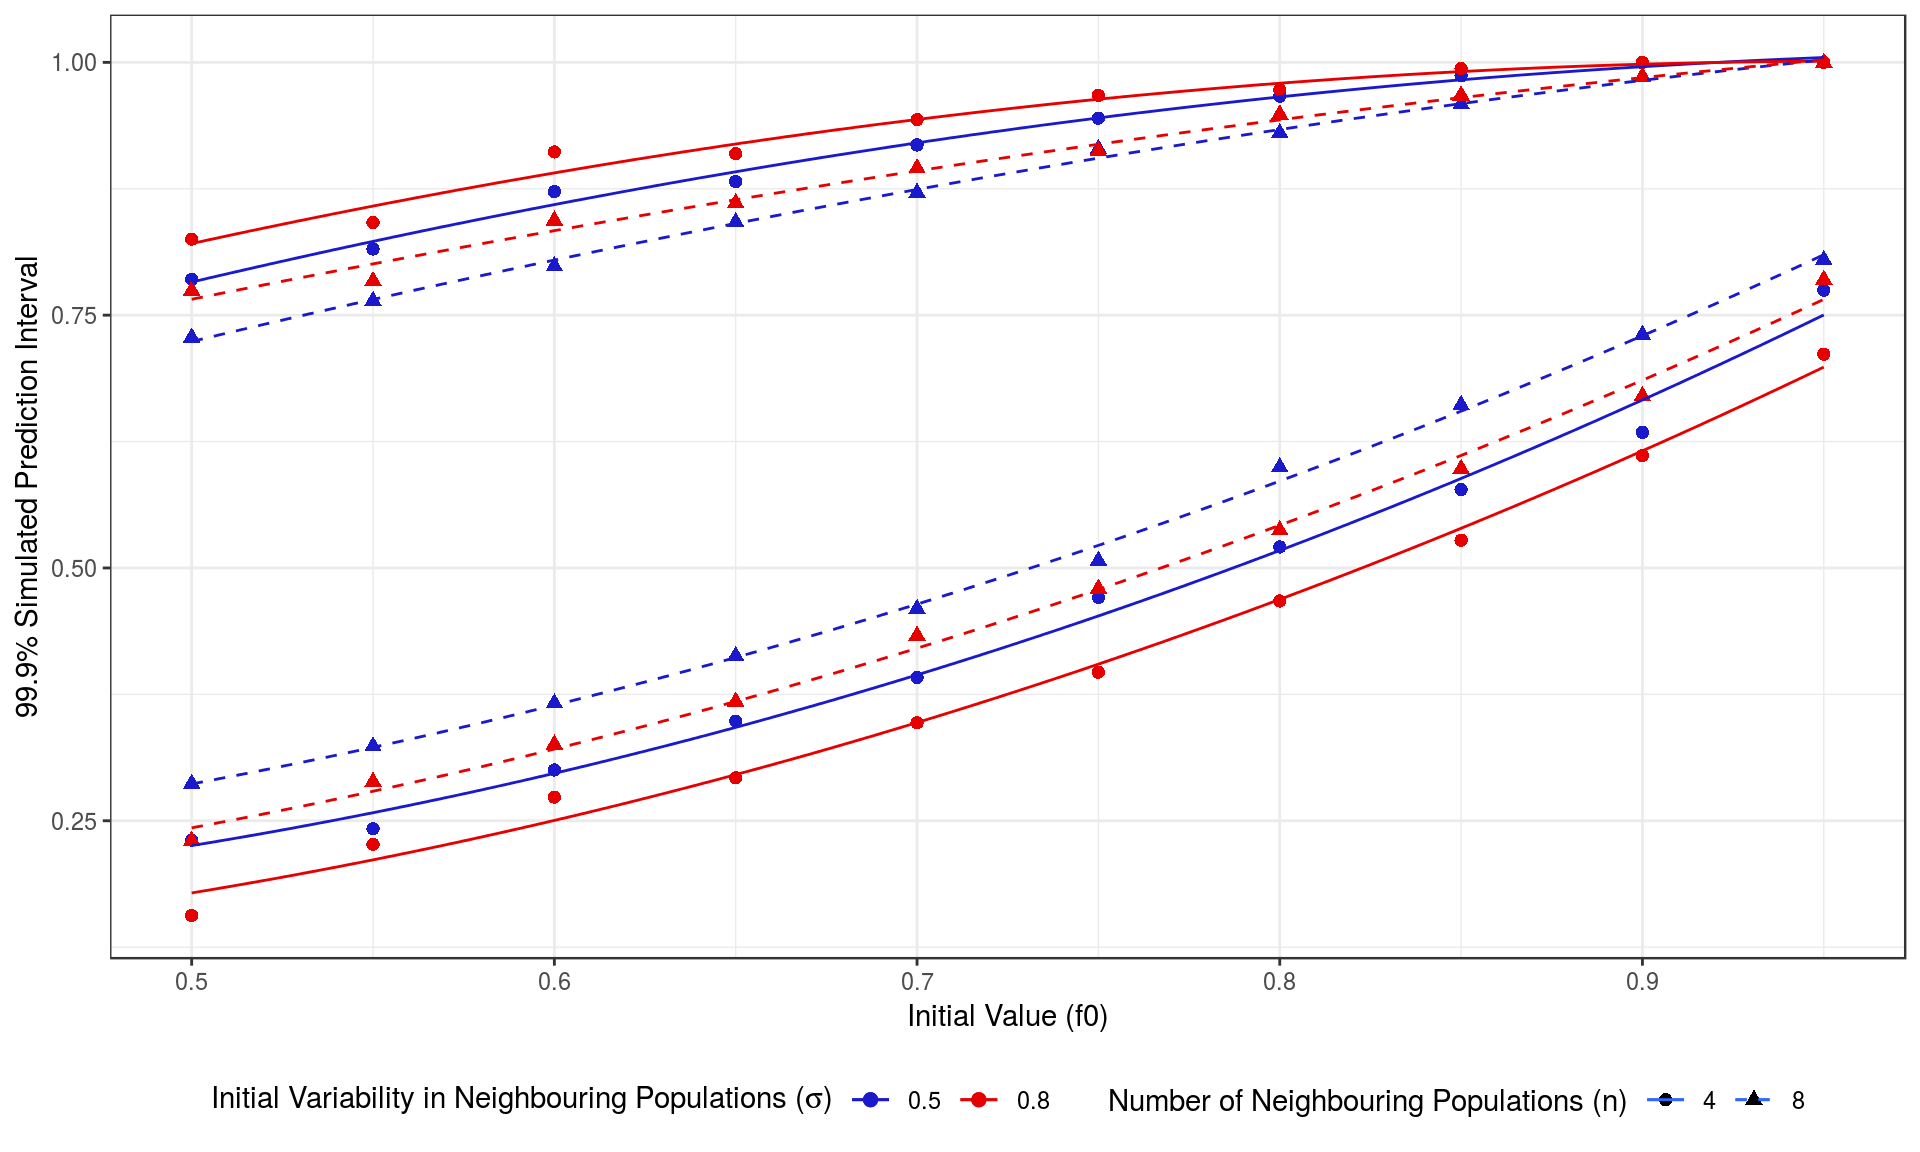 99.9% Simulated Prediction Interval
1.00
0.75
0.50
0.25
0.5 0.6 0.7 0.8 0.9
Initial Value (f0)
Initial Variability in Neighbouring Populations (σ) 0.5 0.8 Number of Neighbouring Populations (n) 4 8